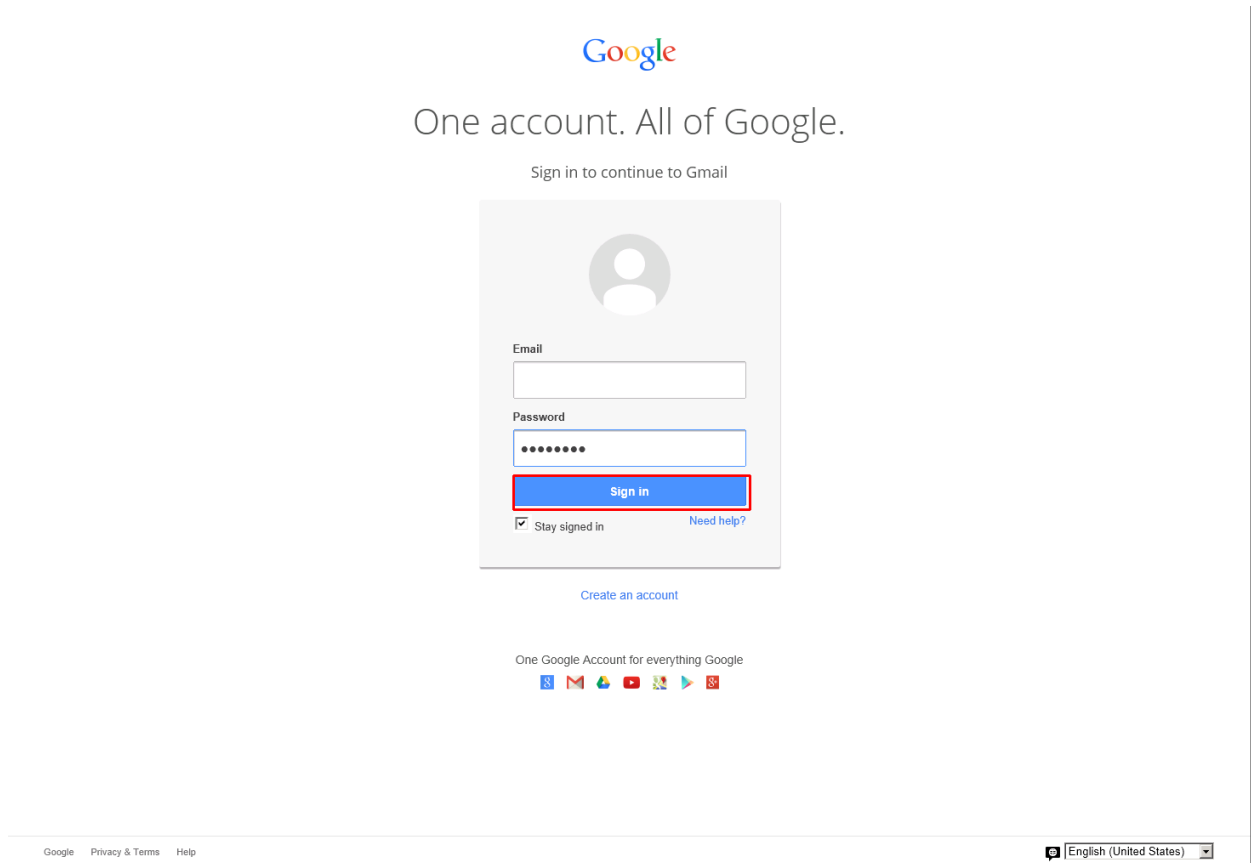 Google
One account. All of Google.
Sign in to continue to Gmail
Email
Password
Sign in
Stay signed in
Need help?
Create an account
One Google Account for everything Google
Google Privacy & Terms Help
English (United States)